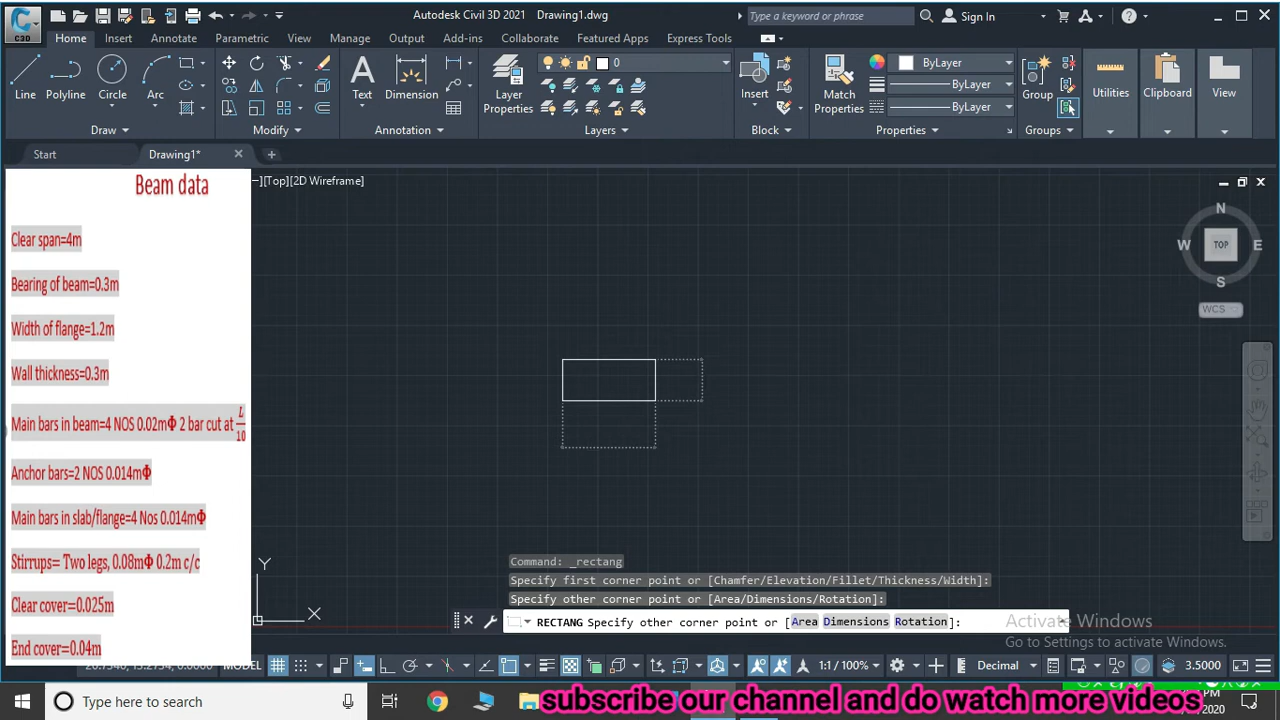 Autodesk Civil 3D 2021 Drawing1.dwg
Type a keyword or phrase
Sign In
C3D
Home Insert Annotate Parametric View Manage Output Add-ins Collaborate Featured Apps Express Tools
Line Polyline Circle Arc
Text Dimension
Layer Properties
0
Insert
Match Properties
ByLayer
ByLayer
ByLayer
Group
Utilities Clipboard View
Draw Modify Annotation Layers Block Properties Groups
Start Drawing1*
–][Top][2D Wireframe]
Beam data
Clear span=4m
Bearing of beam=0.3m
Width of flange=1.2m
Wall thickness=0.3m
Main bars in beam=4 NOS 0.02mΦ 2 bar cut at L/10
Anchor bars=2 NOS 0.014mΦ
Main bars in slab/flange=4 Nos 0.014mΦ
Stirrups= Two legs, 0.08mΦ 0.2m c/c
Clear cover=0.025m
End cover=0.04m
N
W TOP E
S
WCS
Y
X
Command: _rectang
Specify first corner point or [Chamfer/Elevation/Fillet/Thickness/Width]:
Specify other corner point or [Area/Dimensions/Rotation]:
RECTANG Specify other corner point or [Area Dimensions Rotation]:
Activate Windows
Go to Settings to activate Windows.
MODEL
1:1 / 100%
Decimal
3.5000
Type here to search
subscribe our channel and do watch more videos